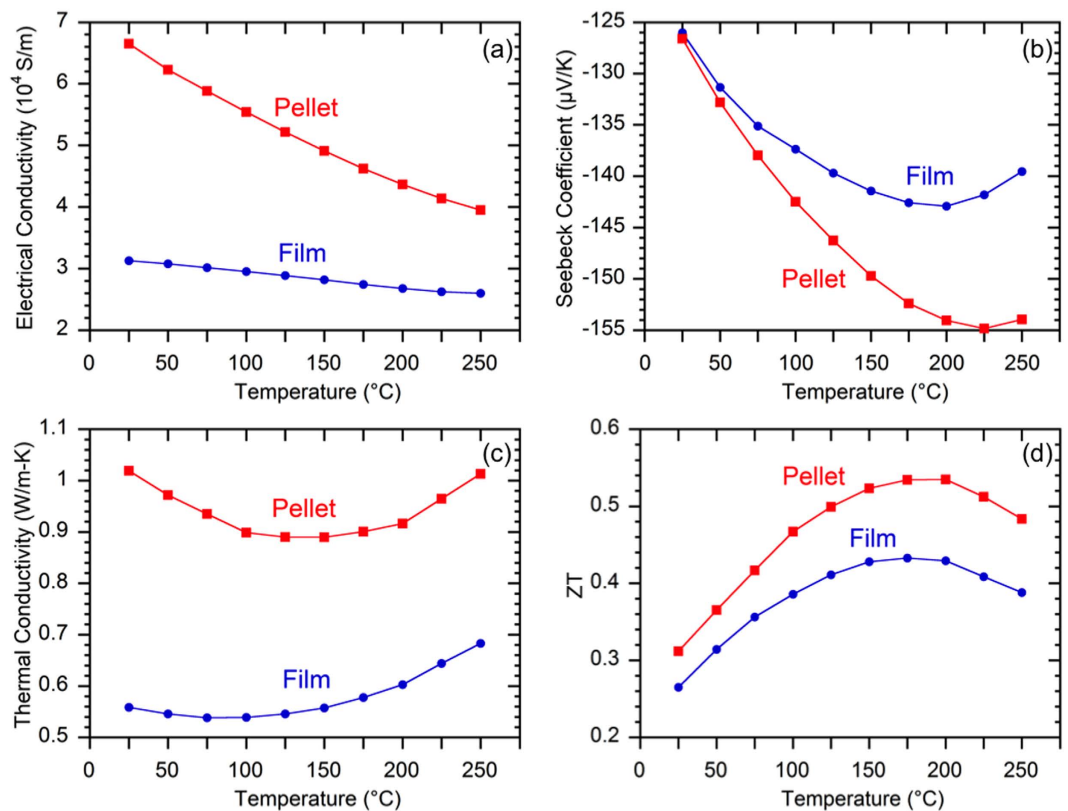 (a)
Electrical Conductivity (10⁴ S/m)
7
6
5
4
3
2
Pellet
Film
0 50 100 150 200 250
Temperature (°C)
(b)
Seebeck Coefficient (µV/K)
-125
-130
-135
-140
-145
-150
-155
Film
Pellet
0 50 100 150 200 250
Temperature (°C)
(c)
Thermal Conductivity (W/m-K)
1.1
1
0.9
0.8
0.7
0.6
0.5
Pellet
Film
0 50 100 150 200 250
Temperature (°C)
(d)
ZT
0.6
0.5
0.4
0.3
0.2
Pellet
Film
0 50 100 150 200 250
Temperature (°C)